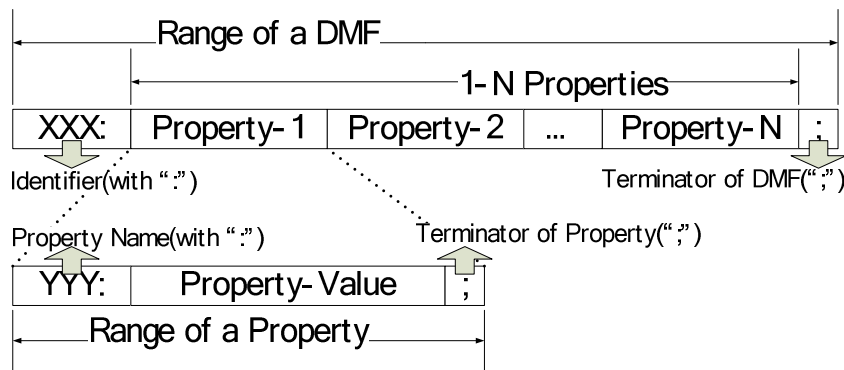 Range of a DMF
1-N Properties
XXX: Property-1 Property-2 ... Property-N ;
Identifier(with “:”) Terminator of DMF(“;”)
Property Name(with “:”) Terminator of Property(“;”)
YYY: Property-Value ;
Range of a Property